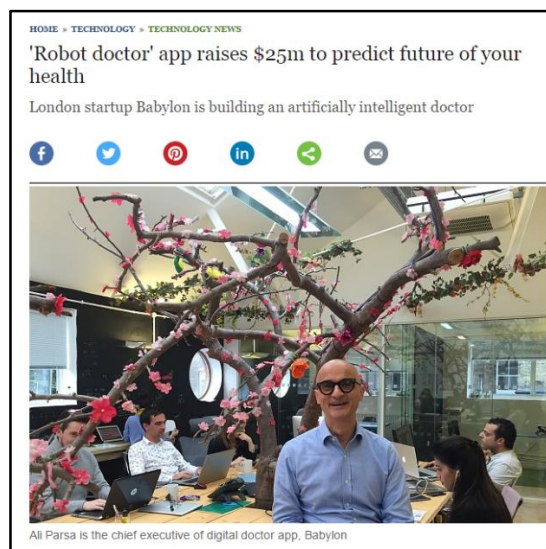 HOME » TECHNOLOGY » TECHNOLOGY NEWS
'Robot doctor' app raises $25m to predict future of your
health
London startup Babylon is building an artificially intelligent doctor
Ali Parsa is the chief executive of digital doctor app, Babylon